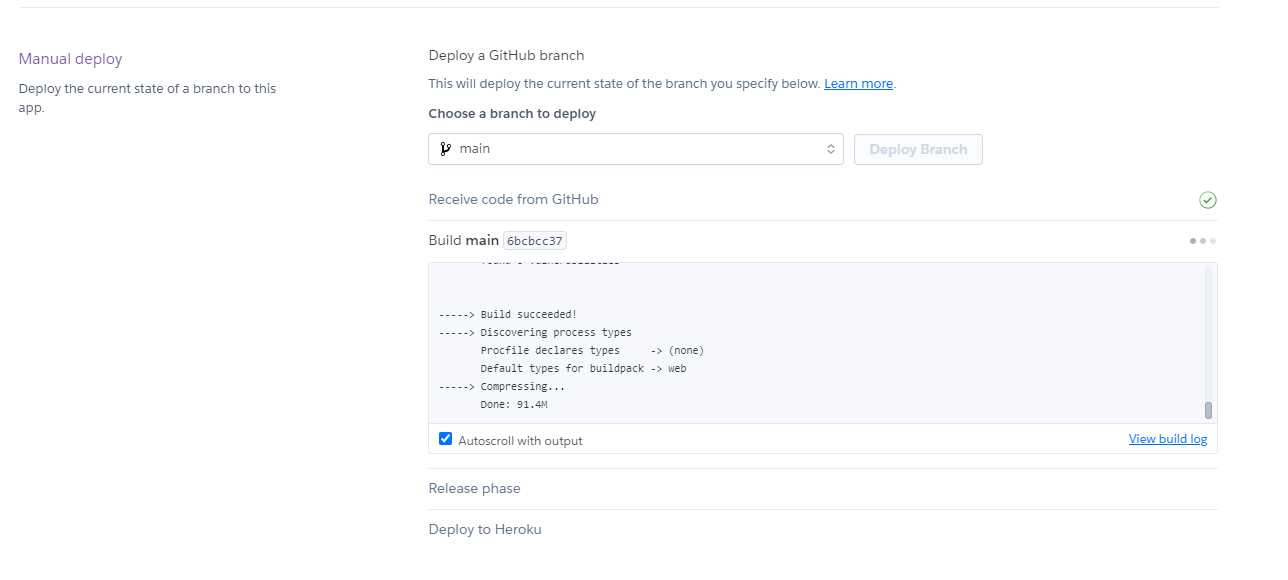 Manual deploy
Deploy the current state of a branch to this
app.
Deploy a GitHub branch
This will deploy the current state of the branch you specify below. Learn more.
Choose a branch to deploy
main
Deploy Branch
Receive code from GitHub
Build main 6bcbcc37
-----> Build succeeded!
-----> Discovering process types
Procfile declares types -> (none)
Default types for buildpack -> web
-----> Compressing...
Done: 91.4M
Autoscroll with output
View build log
Release phase
Deploy to Heroku